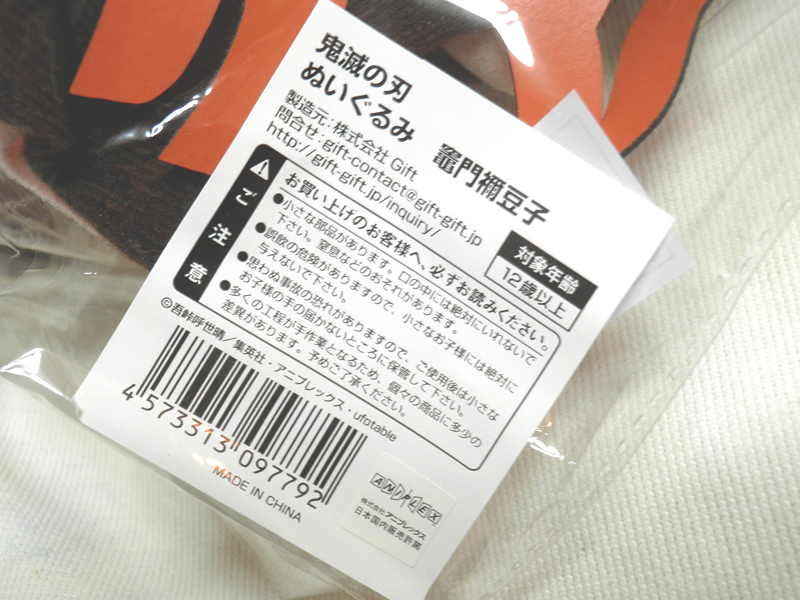 鬼滅の刃
ぬいぐるみ 竈門禰豆子
製造元:株式会社 Gift
問合せ:gift-contact@gift-gift.jp
http://gift-gift.jp/inquiry/
対象年齢
12歳以上
ご注意
お買い上げのお客様へ、必ずお読みください。
●小さな部品があります。口の中には絶対にいれないで
下さい。窒息などのおそれがあります。
●誤飲の危険がありますので、小さなお子様には絶対に
与えないで下さい。
●思わぬ事故の恐れがありますので、ご使用後は小さな
お子様の手の届かないところに保管して下さい。
●多くの工程が手作業となるため、個々の商品に多少の
差異があります。予めご了承ください。
©吾峠呼世晴/集英社・アニプレックス・ufotable
4 573313 097792
MADE IN CHINA
ANIPLEX
株式会社アニプレックス
日本国内販売許諾